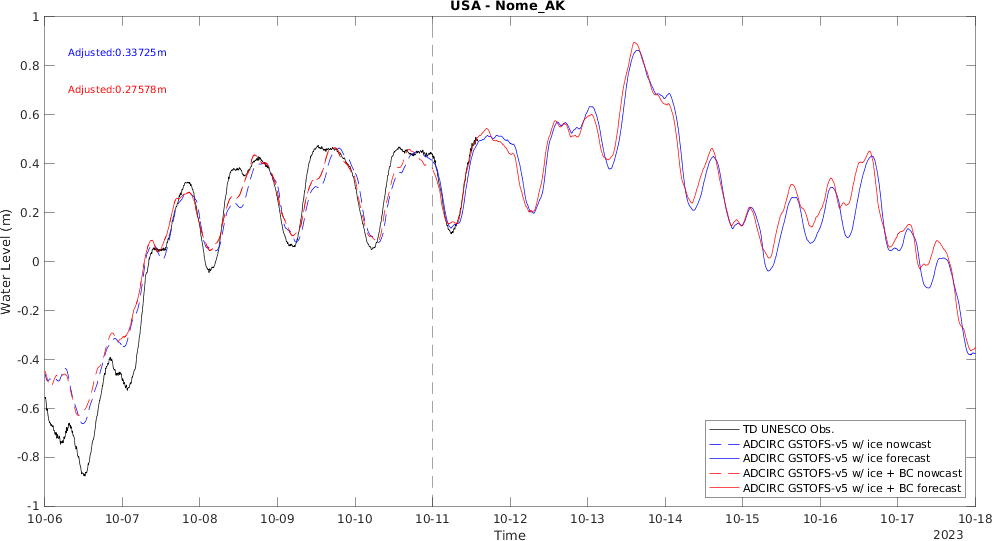 USA - Nome_AK
1
0.8
0.6
0.4
0.2
0
-0.2
-0.4
-0.6
-0.8
-1
Water Level (m)
Adjusted:0.33725m
Adjusted:0.27578m
TD UNESCO Obs.
ADCIRC GSTOFS-v5 w/ ice nowcast
ADCIRC GSTOFS-v5 w/ ice forecast
ADCIRC GSTOFS-v5 w/ ice + BC nowcast
ADCIRC GSTOFS-v5 w/ ice + BC forecast
10-06 10-07 10-08 10-09 10-10 10-11 10-12 10-13 10-14 10-15 10-16 10-17 10-18
Time
2023